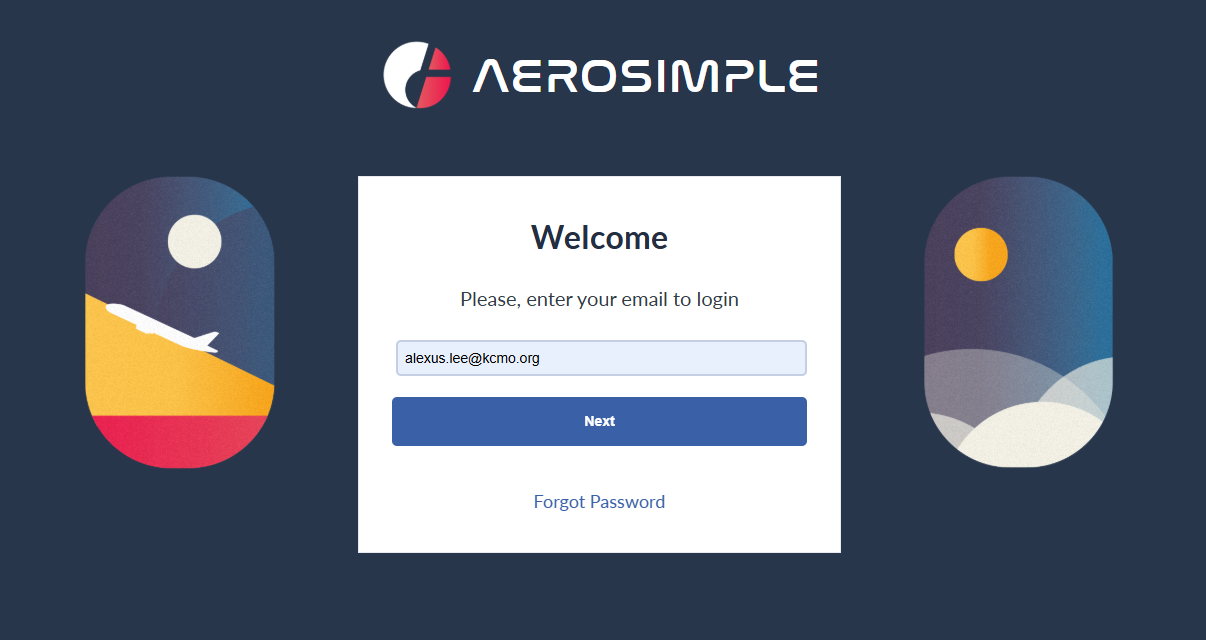 AEROSIMPLE
Welcome
Please, enter your email to login
alexus.lee@kcmo.org
Next
Forgot Password